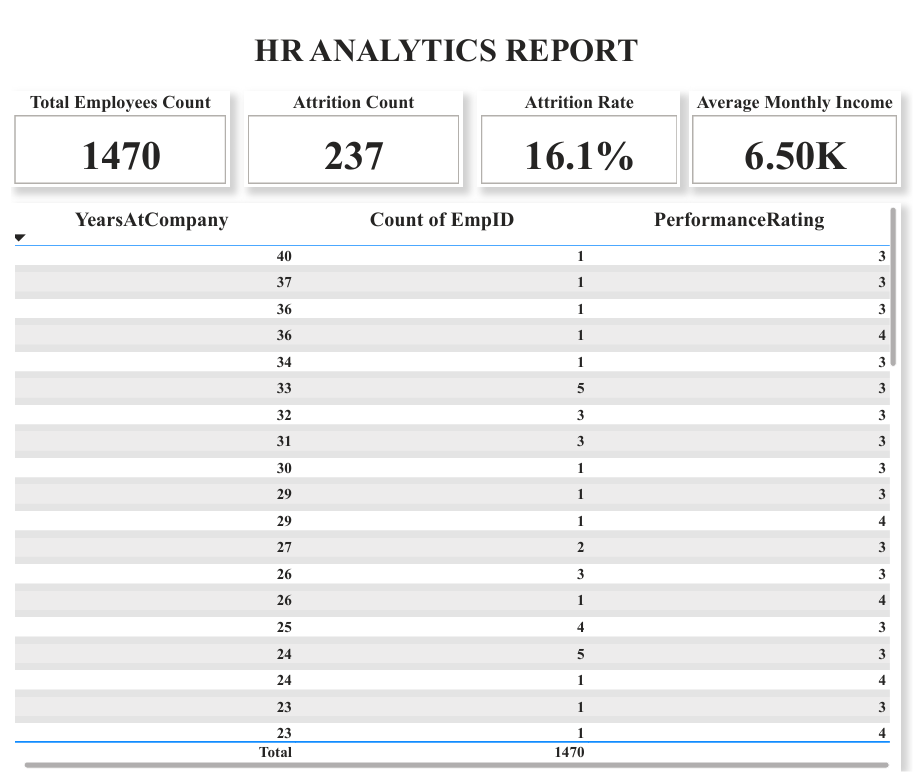 HR ANALYTICS REPORT
Total Employees Count Attrition Count Attrition Rate Average Monthly Income
1470 237 16.1% 6.50K
YearsAtCompany Count of EmpID PerformanceRating
40 1 3
37 1 3
36 1 3
36 1 4
34 1 3
33 5 3
32 3 3
31 3 3
30 1 3
29 1 3
29 1 4
27 2 3
26 3 3
26 1 4
25 4 3
24 5 3
24 1 4
23 1 3
23 1 4
Total 1470